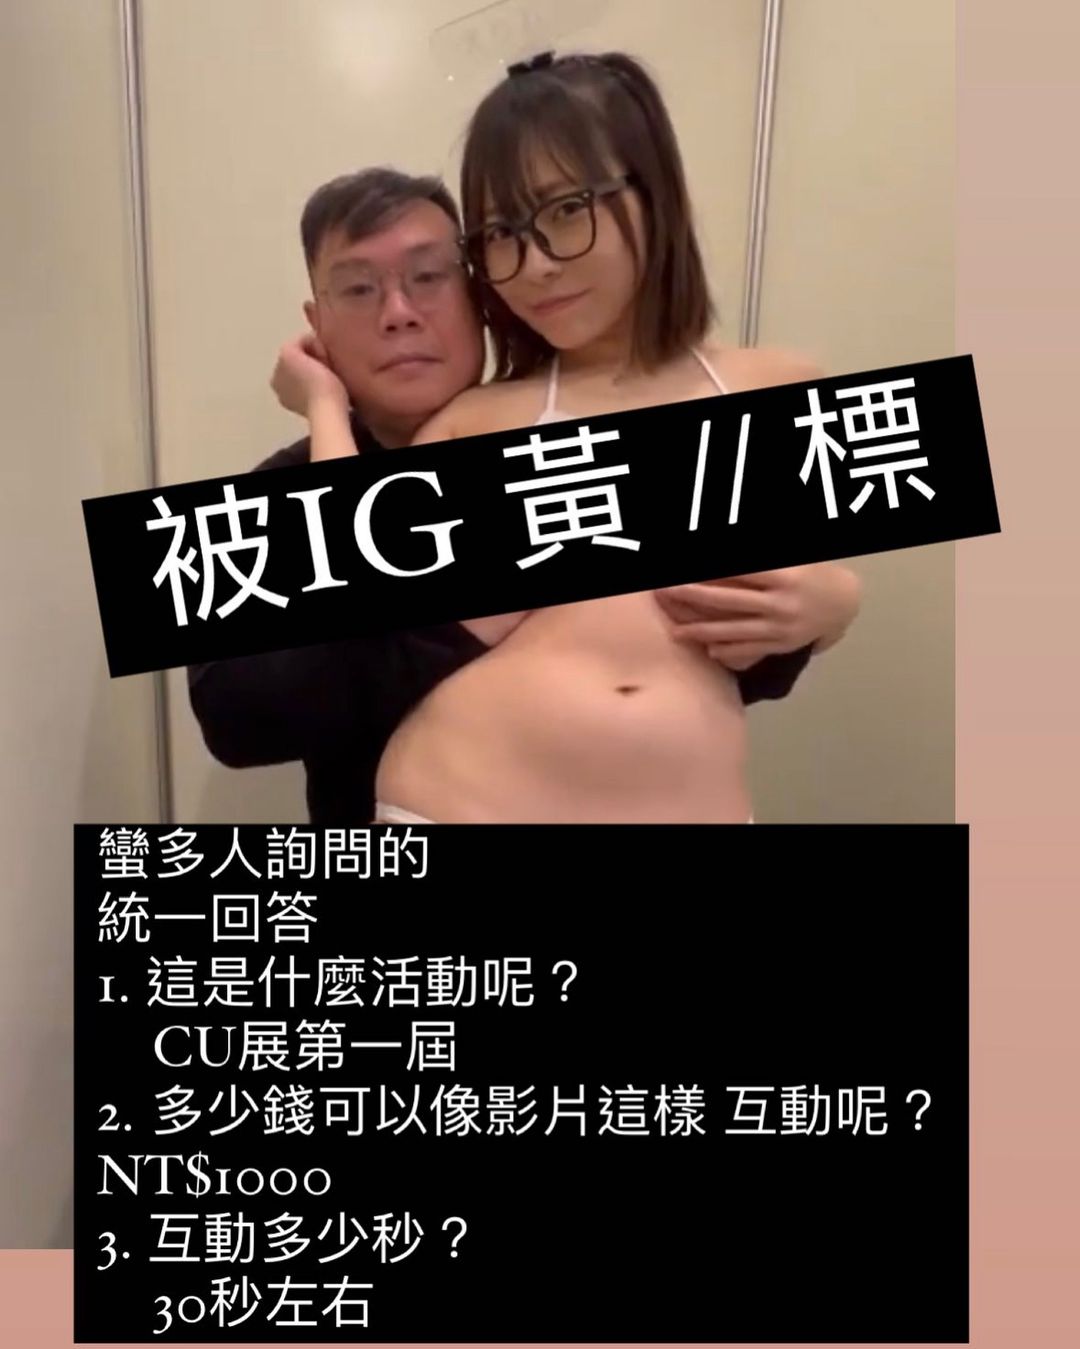 被IG 黃 // 標
蠻多人詢問的
統一回答
1. 這是什麼活動呢？
CU展第一屆
2. 多少錢可以像影片這樣 互動呢？
NT$1000
3. 互動多少秒？
30秒左右